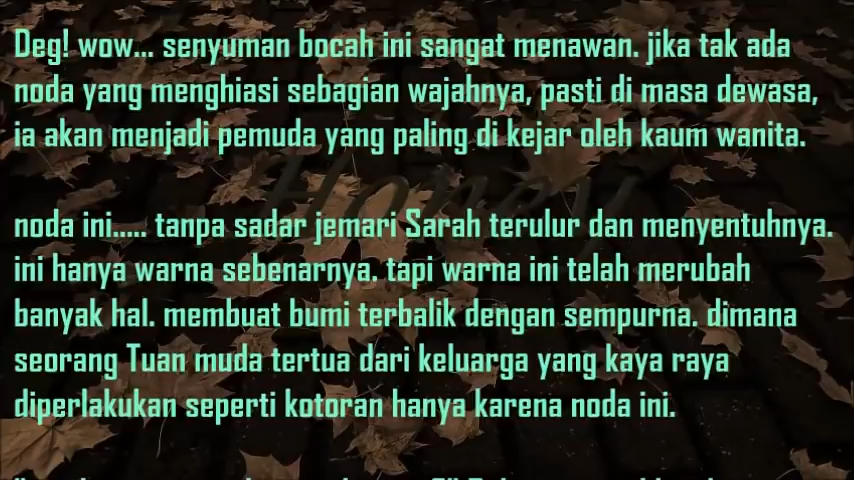 Deg! wow... senyuman bocah ini sangat menawan. jika tak ada
noda yang menghiasi sebagian wajahnya, pasti di masa dewasa,
ia akan menjadi pemuda yang paling di kejar oleh kaum wanita.
noda ini..... tanpa sadar jemari Sarah terulur dan menyentuhnya.
ini hanya warna sebenarnya. tapi warna ini telah merubah
banyak hal. membuat bumi terbalik dengan sempurna. dimana
seorang Tuan muda tertua dari keluarga yang kaya raya
diperlakukan seperti kotoran hanya karena noda ini.